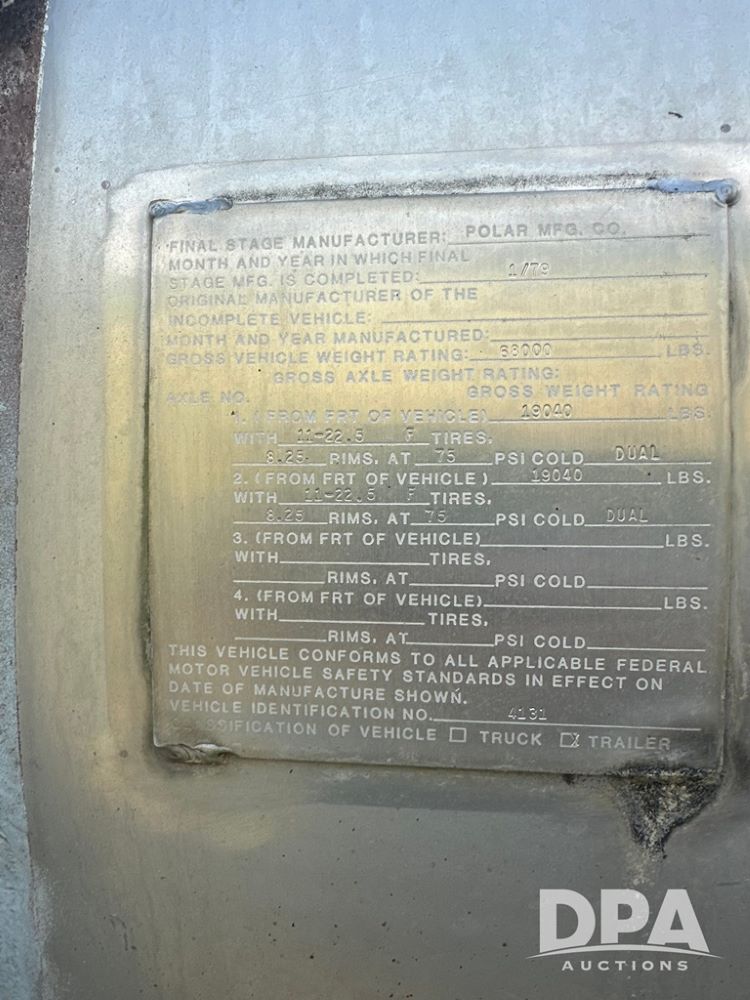 FINAL STAGE MANUFACTURER: POLAR MFG. CO.
MONTH AND YEAR IN WHICH FINAL
STAGE MFG. IS COMPLETED: 1/79
ORIGINAL MANUFACTURER OF THE
INCOMPLETE VEHICLE:
MONTH AND YEAR MANUFACTURED:
GROSS VEHICLE WEIGHT RATING: 68000 LBS.
GROSS AXLE WEIGHT RATING:
AXLE NO. GROSS WEIGHT RATING
1. (FROM FRT OF VEHICLE) 19040 LBS.
WITH 11-22.5 F TIRES,
8.25 RIMS, AT 75 PSI COLD DUAL
2. (FROM FRT OF VEHICLE) 19040 LBS.
WITH 11-22.5 F TIRES,
8.25 RIMS, AT 75 PSI COLD DUAL
3. (FROM FRT OF VEHICLE) LBS.
WITH TIRES,
RIMS, AT PSI COLD
4. (FROM FRT OF VEHICLE) LBS.
WITH TIRES,
RIMS, AT PSI COLD
THIS VEHICLE CONFORMS TO ALL APPLICABLE FEDERAL
MOTOR VEHICLE SAFETY STANDARDS IN EFFECT ON
DATE OF MANUFACTURE SHOWN.
VEHICLE IDENTIFICATION NO. 4131
CLASSIFICATION OF VEHICLE ☐ TRUCK ☒ TRAILER
DPA
AUCTIONS